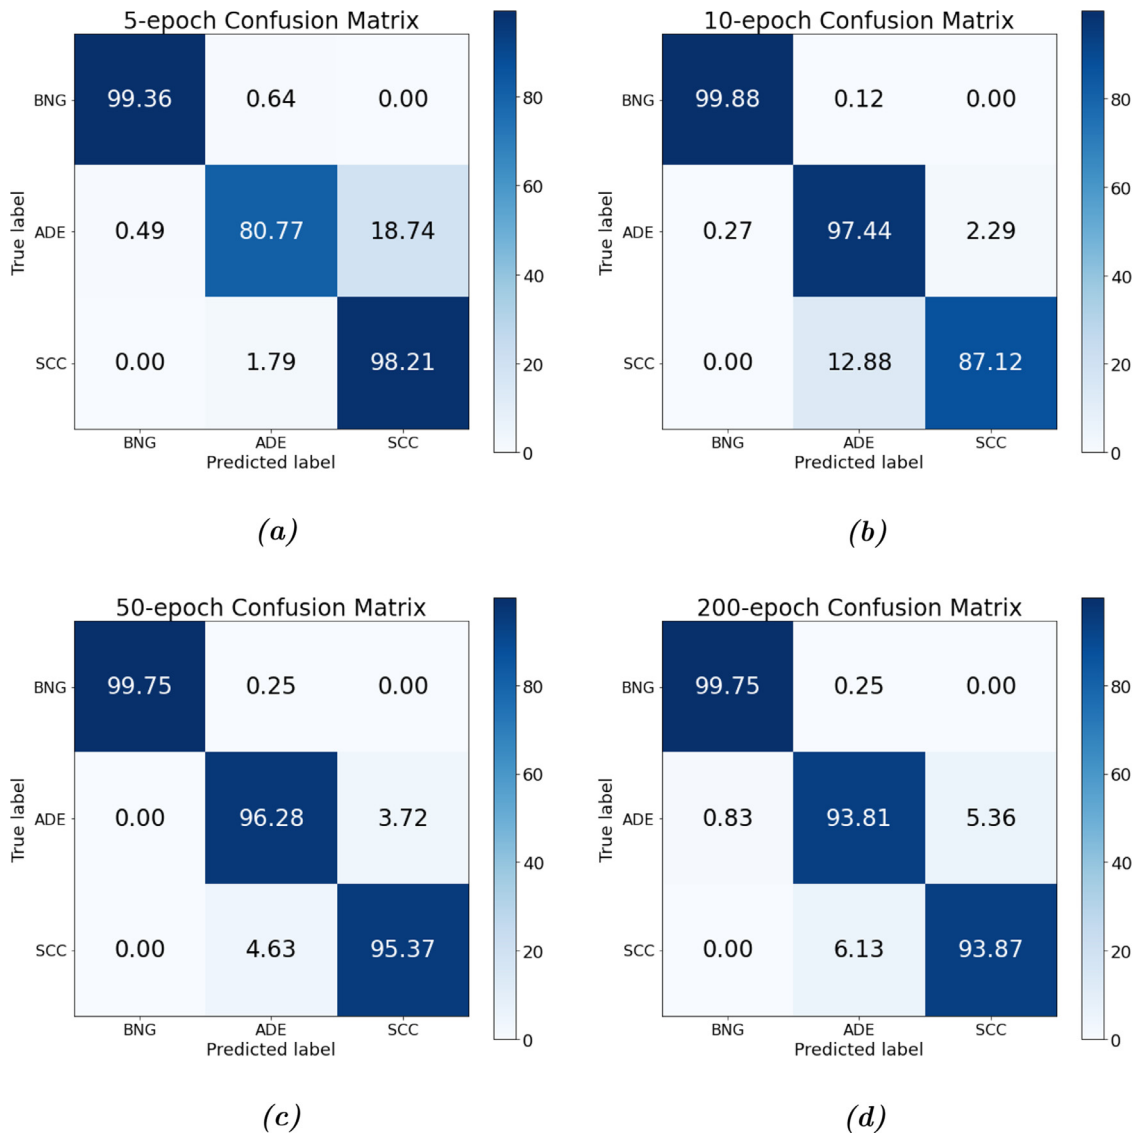 5-epoch Confusion Matrix
BNG 99.36 0.64 0.00 80
60
True label ADE 0.49 80.77 18.74
40
SCC 0.00 1.79 98.21 20
BNG ADE SCC 0
Predicted label
(a)
10-epoch Confusion Matrix
BNG 99.88 0.12 0.00 80
60
True label ADE 0.27 97.44 2.29
40
SCC 0.00 12.88 87.12 20
BNG ADE SCC 0
Predicted label
(b)
50-epoch Confusion Matrix
BNG 99.75 0.25 0.00 80
60
True label ADE 0.00 96.28 3.72
40
SCC 0.00 4.63 95.37 20
BNG ADE SCC 0
Predicted label
(c)
200-epoch Confusion Matrix
BNG 99.75 0.25 0.00 80
60
True label ADE 0.83 93.81 5.36
40
SCC 0.00 6.13 93.87 20
BNG ADE SCC 0
Predicted label
(d)